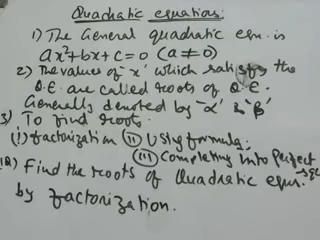 Quadratic equations:
1) The General quadratic eqn. is
ax²+bx+c=0 (a≠0)
2) The values of 'x' which satisfys the
Q.E. are called roots of Q.E.
Generally denoted by 'α' & 'β'
3) To find roots.
(i) factorization (ii) Using formula.
(iii) Completing into perfect
Find the roots of Quadratic eqns.
by factorization.